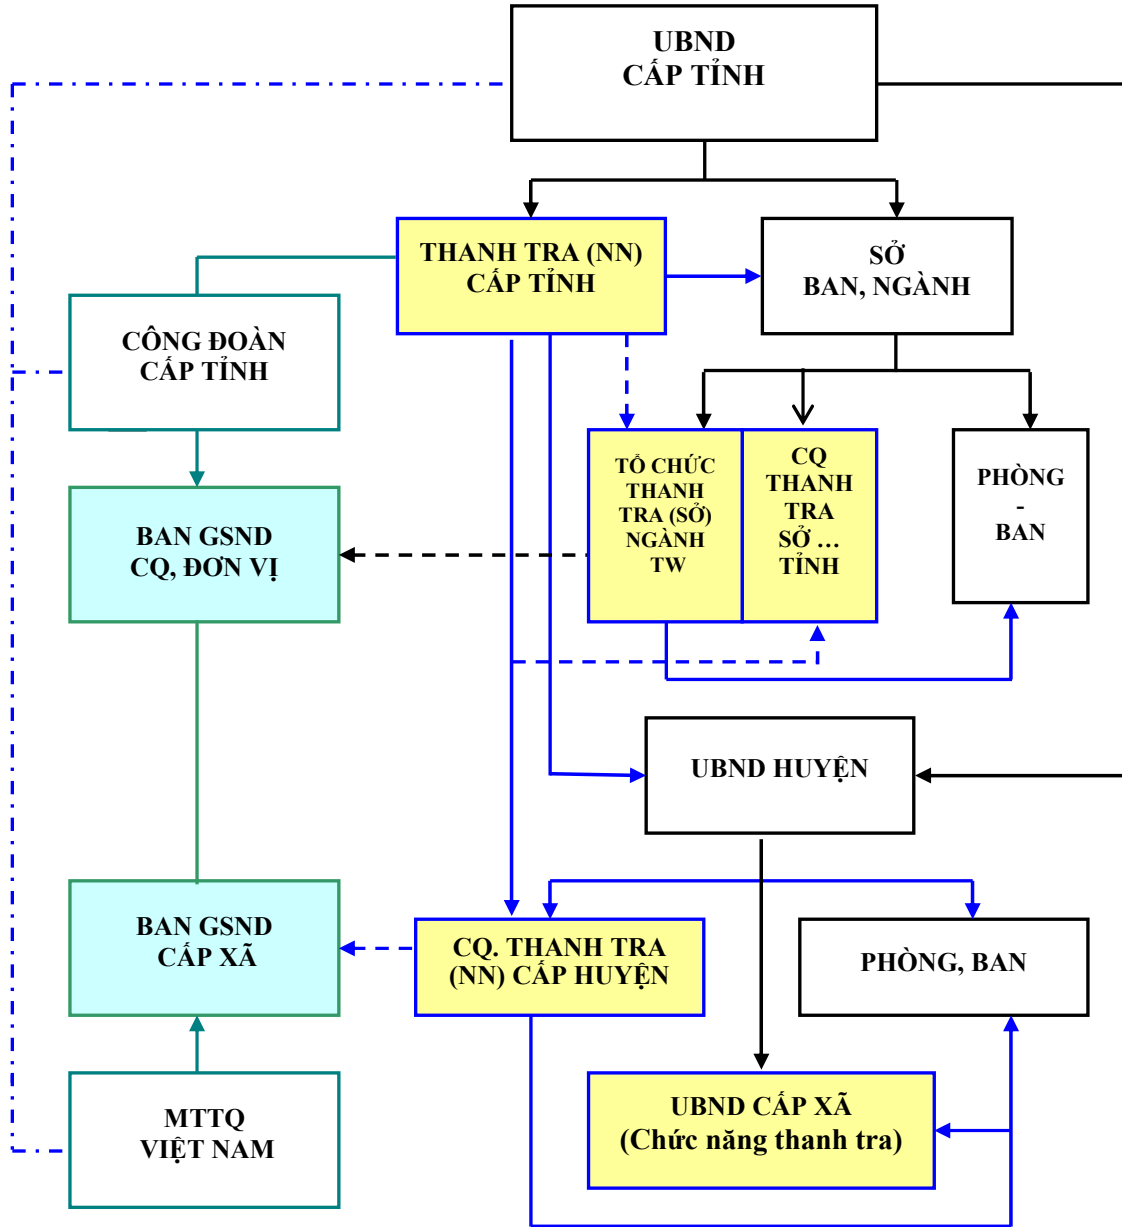 UBND
CẤP TỈNH
THANH TRA (NN)
CẤP TỈNH
SỞ
BAN, NGÀNH
CÔNG ĐOÀN
CẤP TỈNH
TỔ CHỨC
THANH
TRA (SỞ)
NGÀNH
TW
CQ
THANH
TRA
SỞ ...
TỈNH
PHÒNG
-
BAN
BAN GSND
CQ, ĐƠN VỊ
UBND HUYỆN
BAN GSND
CẤP XÃ
CQ. THANH TRA
(NN) CẤP HUYỆN
PHÒNG, BAN
MTTQ
VIỆT NAM
UBND CẤP XÃ
(Chức năng thanh tra)